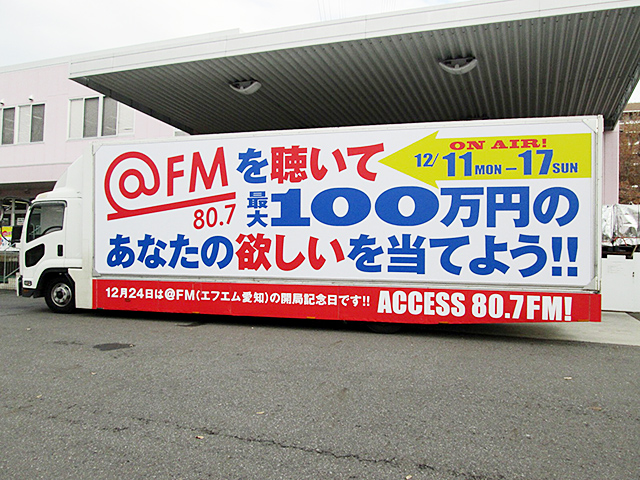 @FMを聴いて
80.7
ON AIR!
12/11MON－17SUN
最大100万円の
あなたの欲しいを当てよう!!
12月24日は@FM(エフエム愛知)の開局記念日です!!
ACCESS 80.7FM!